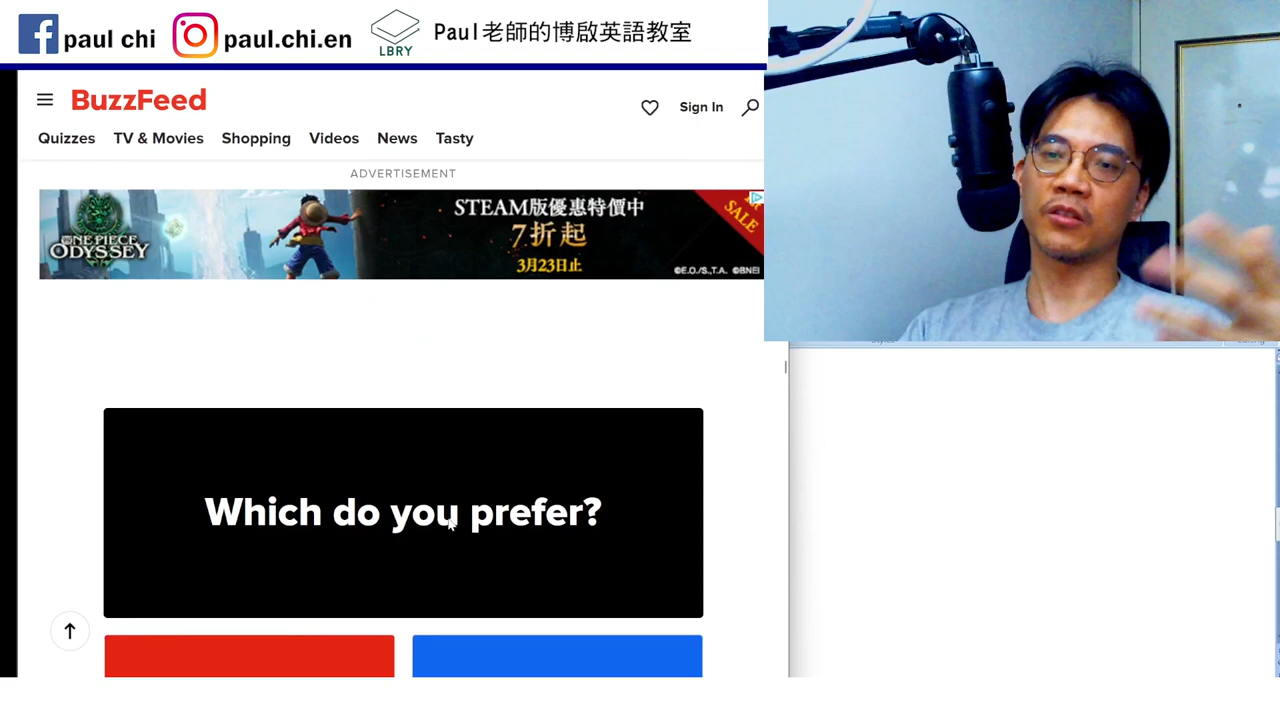 paul chi
paul.chi.en
LBRY
Paul老師的博啟英語教室
BuzzFeed
Sign In
Quizzes TV & Movies Shopping Videos News Tasty
ADVERTISEMENT
ONE PIECE
ODYSSEY
STEAM版優惠特價中
7折起
3月23日止
SALE
©E.O./S.,T.A. ©BNEI
Which do you prefer?